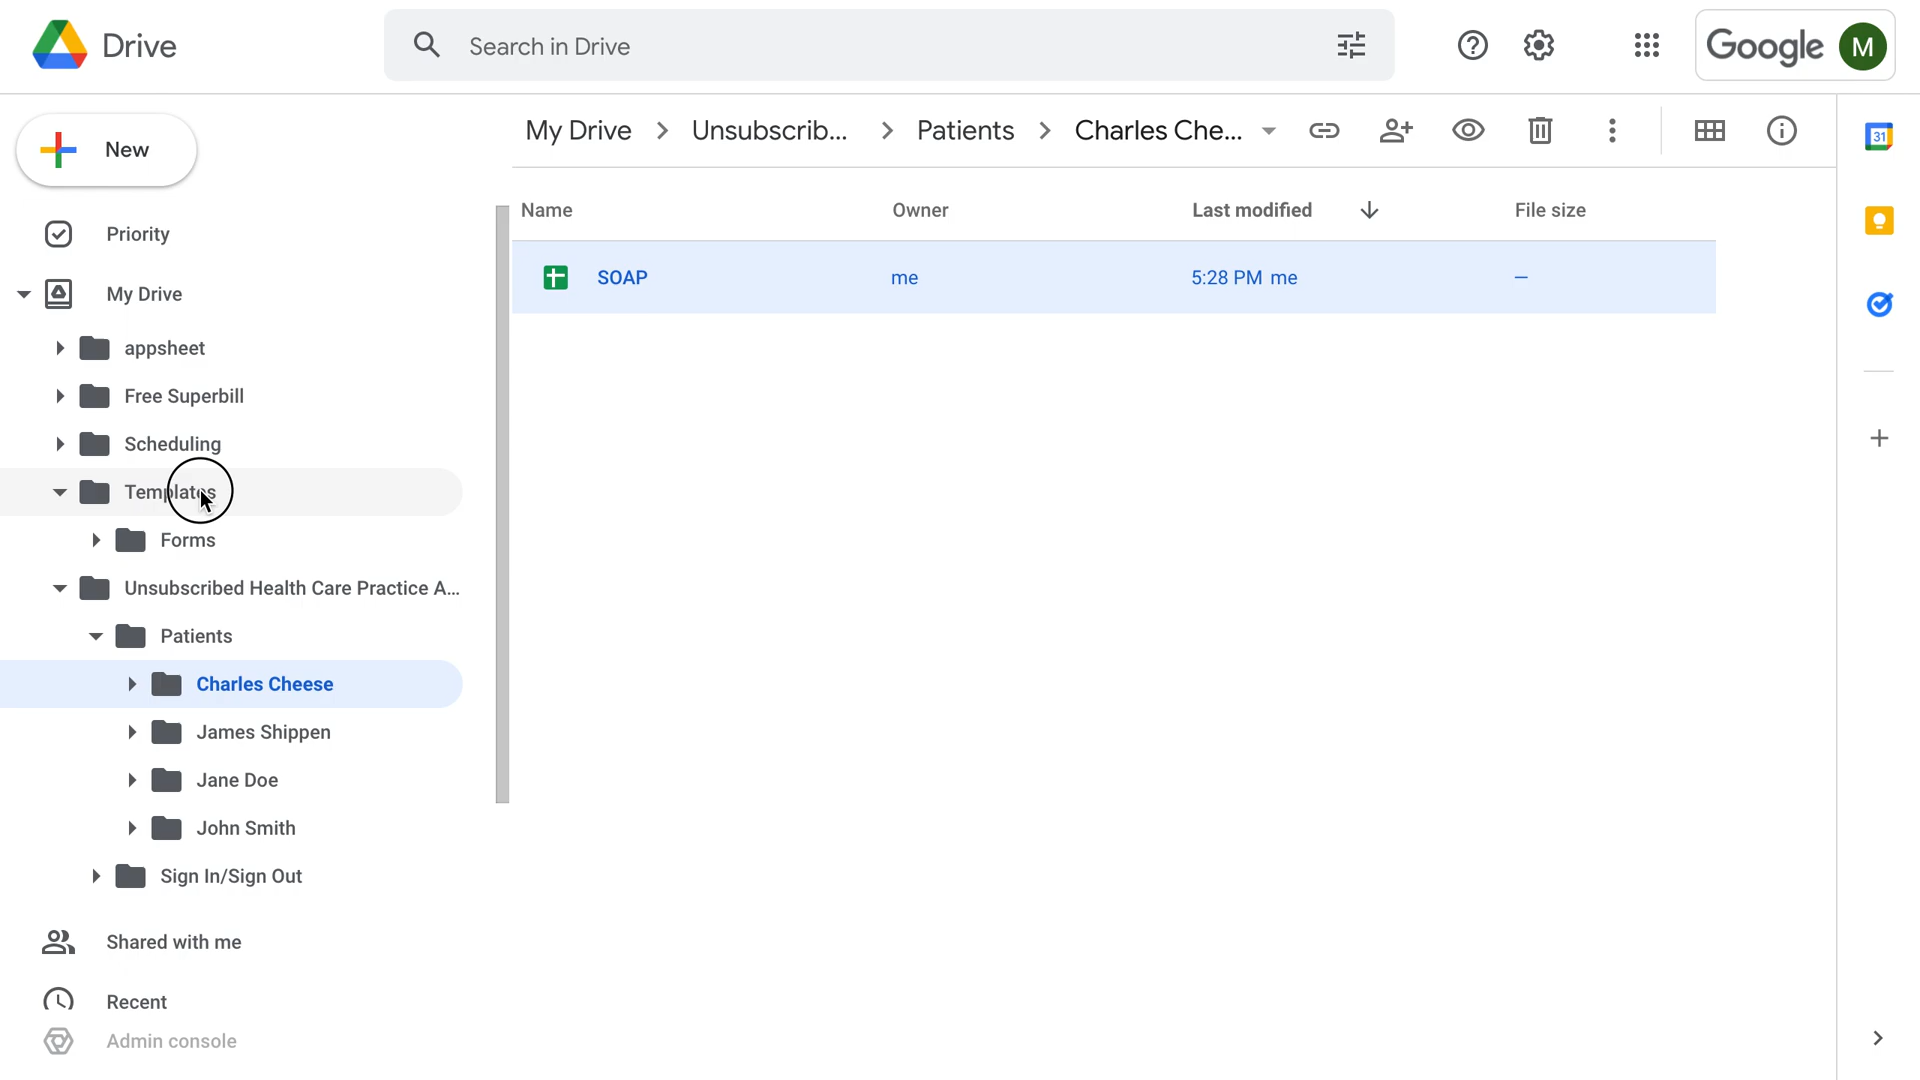 Drive
Search in Drive
Google M
New
My Drive Unsubscrib... Patients Charles Che...
31
Name Owner Last modified File size
SOAP me 5:28 PM me –
Priority
My Drive
appsheet
Free Superbill
Scheduling
Templates
Forms
Unsubscribed Health Care Practice A...
Patients
Charles Cheese
James Shippen
Jane Doe
John Smith
Sign In/Sign Out
Shared with me
Recent
Admin console